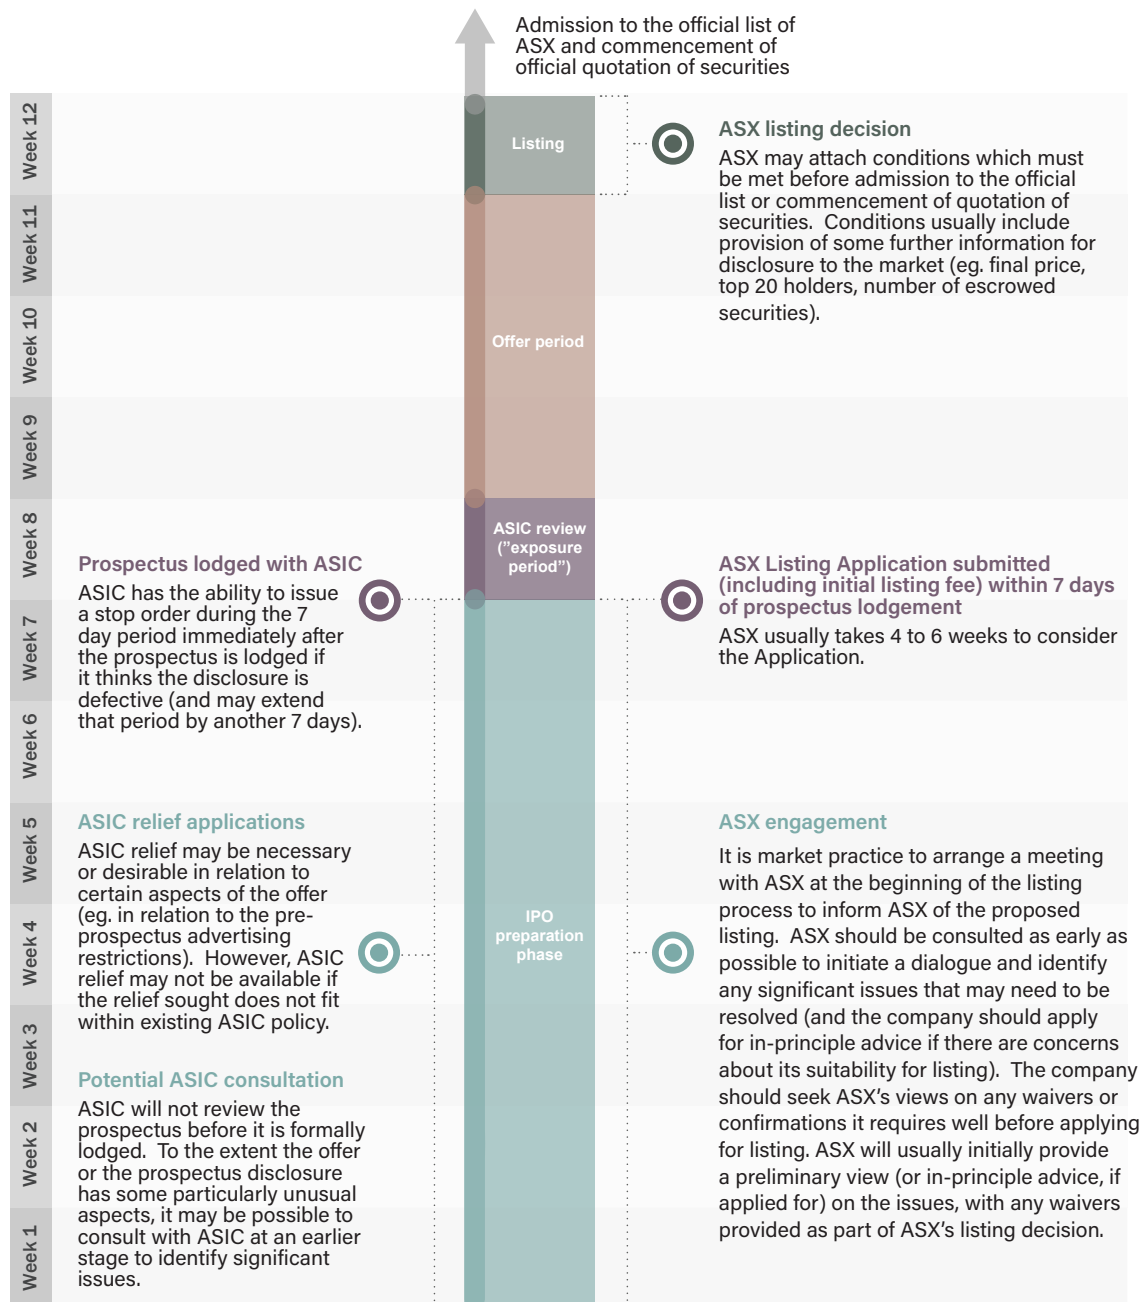 Admission to the official list of
ASX and commencement of
official quotation of securities
Week 12
Week 11
Week 10
Week 9
Week 8
Week 7
Week 6
Week 5
Week 4
Week 3
Week 2
Week 1
Listing
Offer period
ASIC review
("exposure
period")
IPO
preparation
phase
Prospectus lodged with ASIC
ASIC has the ability to issue
a stop order during the 7
day period immediately after
the prospectus is lodged if
it thinks the disclosure is
defective (and may extend
that period by another 7 days).
ASIC relief applications
ASIC relief may be necessary
or desirable in relation to
certain aspects of the offer
(eg. in relation to the pre-
prospectus advertising
restrictions).  However, ASIC
relief may not be available if
the relief sought does not fit
within existing ASIC policy.
Potential ASIC consultation
ASIC will not review the
prospectus before it is formally
lodged.  To the extent the offer
or the prospectus disclosure
has some particularly unusual
aspects, it may be possible to
consult with ASIC at an earlier
stage to identify significant
issues.
ASX listing decision
ASX may attach conditions which must
be met before admission to the official
list or commencement of quotation of
securities.  Conditions usually include
provision of some further information for
disclosure to the market (eg. final price,
top 20 holders, number of escrowed
securities).
ASX Listing Application submitted
(including initial listing fee) within 7 days
of prospectus lodgement
ASX usually takes 4 to 6 weeks to consider
the Application.
ASX engagement
It is market practice to arrange a meeting
with ASX at the beginning of the listing
process to inform ASX of the proposed
listing.  ASX should be consulted as early as
possible to initiate a dialogue and identify
any significant issues that may need to be
resolved (and the company should apply
for in-principle advice if there are concerns
about its suitability for listing).  The company
should seek ASX's views on any waivers or
confirmations it requires well before applying
for listing. ASX will usually initially provide
a preliminary view (or in-principle advice, if
applied for) on the issues, with any waivers
provided as part of ASX's listing decision.